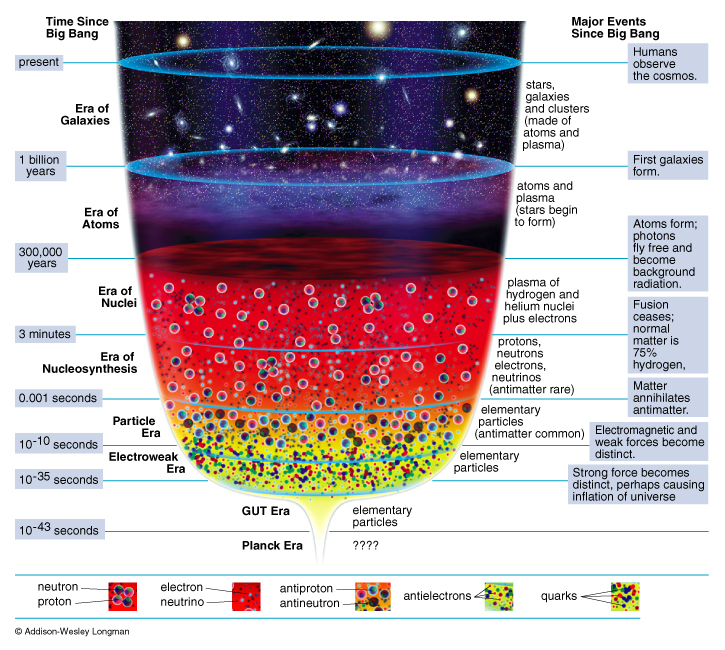 Time Since
Big Bang
Major Events
Since Big Bang
present
Humans
observe
the cosmos.
Era of
Galaxies
stars,
galaxies
and clusters
(made of
atoms and
plasma)
1 billion
years
First galaxies
form.
Era of
Atoms
atoms and
plasma
(stars begin
to form)
300,000
years
Atoms form;
photons
fly free and
become
background
radiation.
Era of
Nuclei
plasma of
hydrogen and
helium nuclei
plus electrons
3 minutes
Fusion
ceases;
normal
matter is
75%
hydrogen,
Era of
Nucleosynthesis
protons,
neutrons
electrons,
neutrinos
(antimatter rare)
0.001 seconds
Matter
annihilates
antimatter.
Particle
Era
elementary
particles
(antimatter common)
10-10 seconds
Electromagnetic and
weak forces become
distinct.
Electroweak
Era
elementary
particles
10-35 seconds
Strong force becomes
distinct, perhaps causing
inflation of universe
GUT Era
elementary
particles
10-43 seconds
Planck Era
????
neutron
proton
electron
neutrino
antiproton
antineutron
antielectrons
quarks
© Addison-Wesley Longman